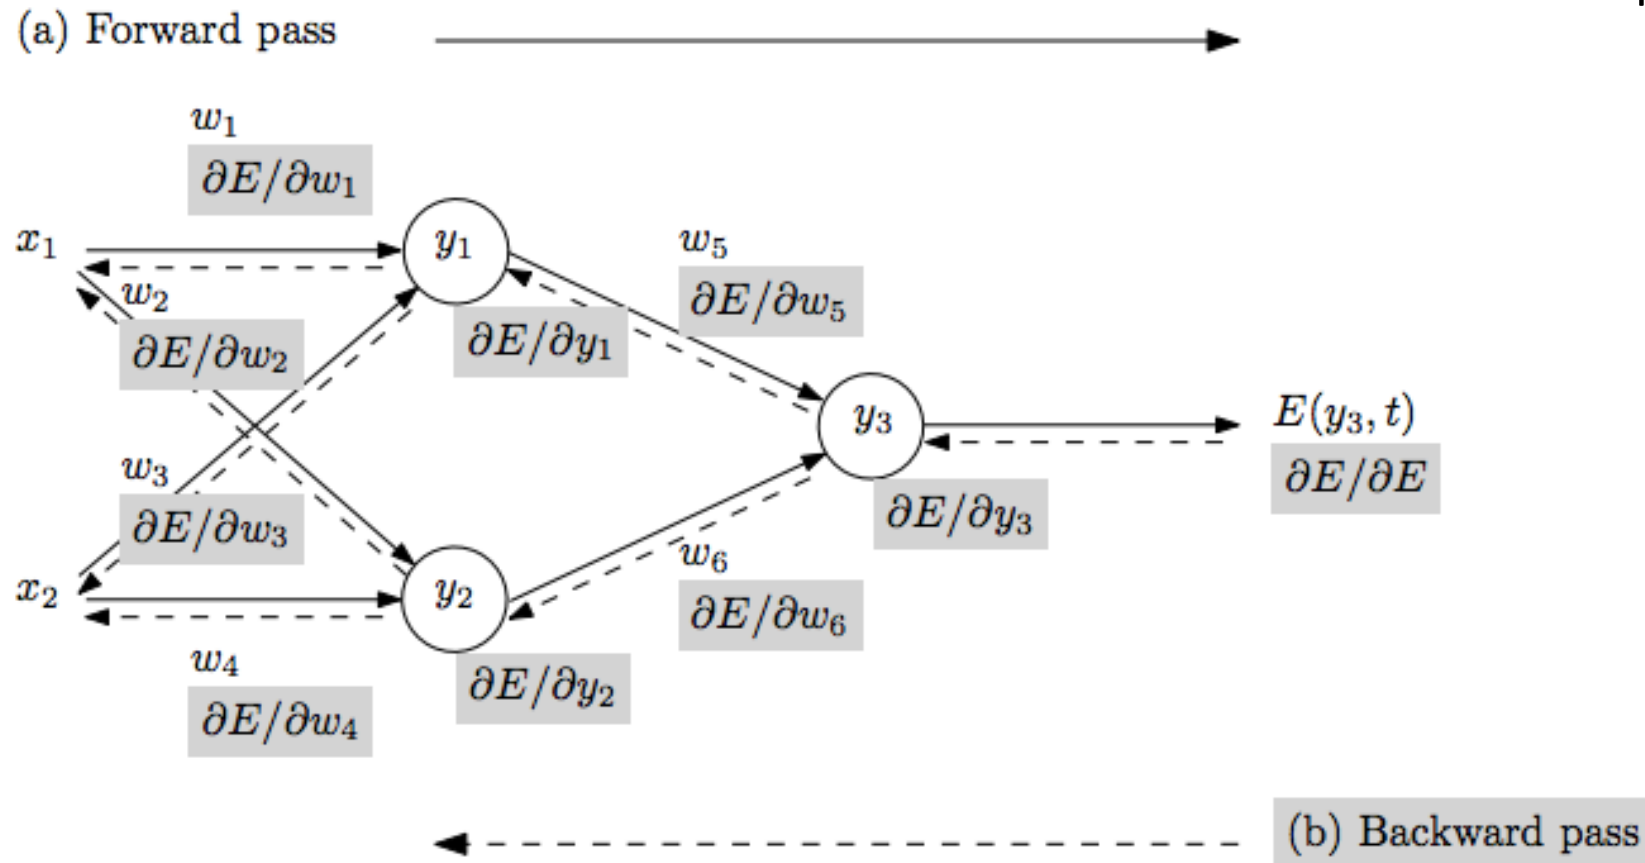 (a) Forward pass
w₁
∂E/∂w₁
x₁
y₁
w₅
∂E/∂w₅
w₂
∂E/∂w₂
∂E/∂y₁
y₃
E(y₃, t)
∂E/∂E
w₃
∂E/∂w₃
∂E/∂y₃
x₂
y₂
w₆
∂E/∂w₆
w₄
∂E/∂w₄
∂E/∂y₂
(b) Backward pass